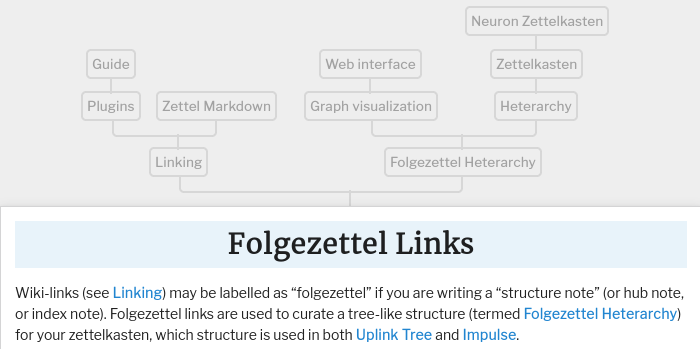 Neuron Zettelkasten
Guide
Web interface
Zettelkasten
Plugins
Zettel Markdown
Graph visualization
Heterarchy
Linking
Folgezettel Heterarchy
Folgezettel Links
Wiki-links (see Linking) may be labelled as “folgezettel” if you are writing a “structure note” (or hub note,
or index note). Folgezettel links are used to curate a tree-like structure (termed Folgezettel Heterarchy)
for your zettelkasten, which structure is used in both Uplink Tree and Impulse.